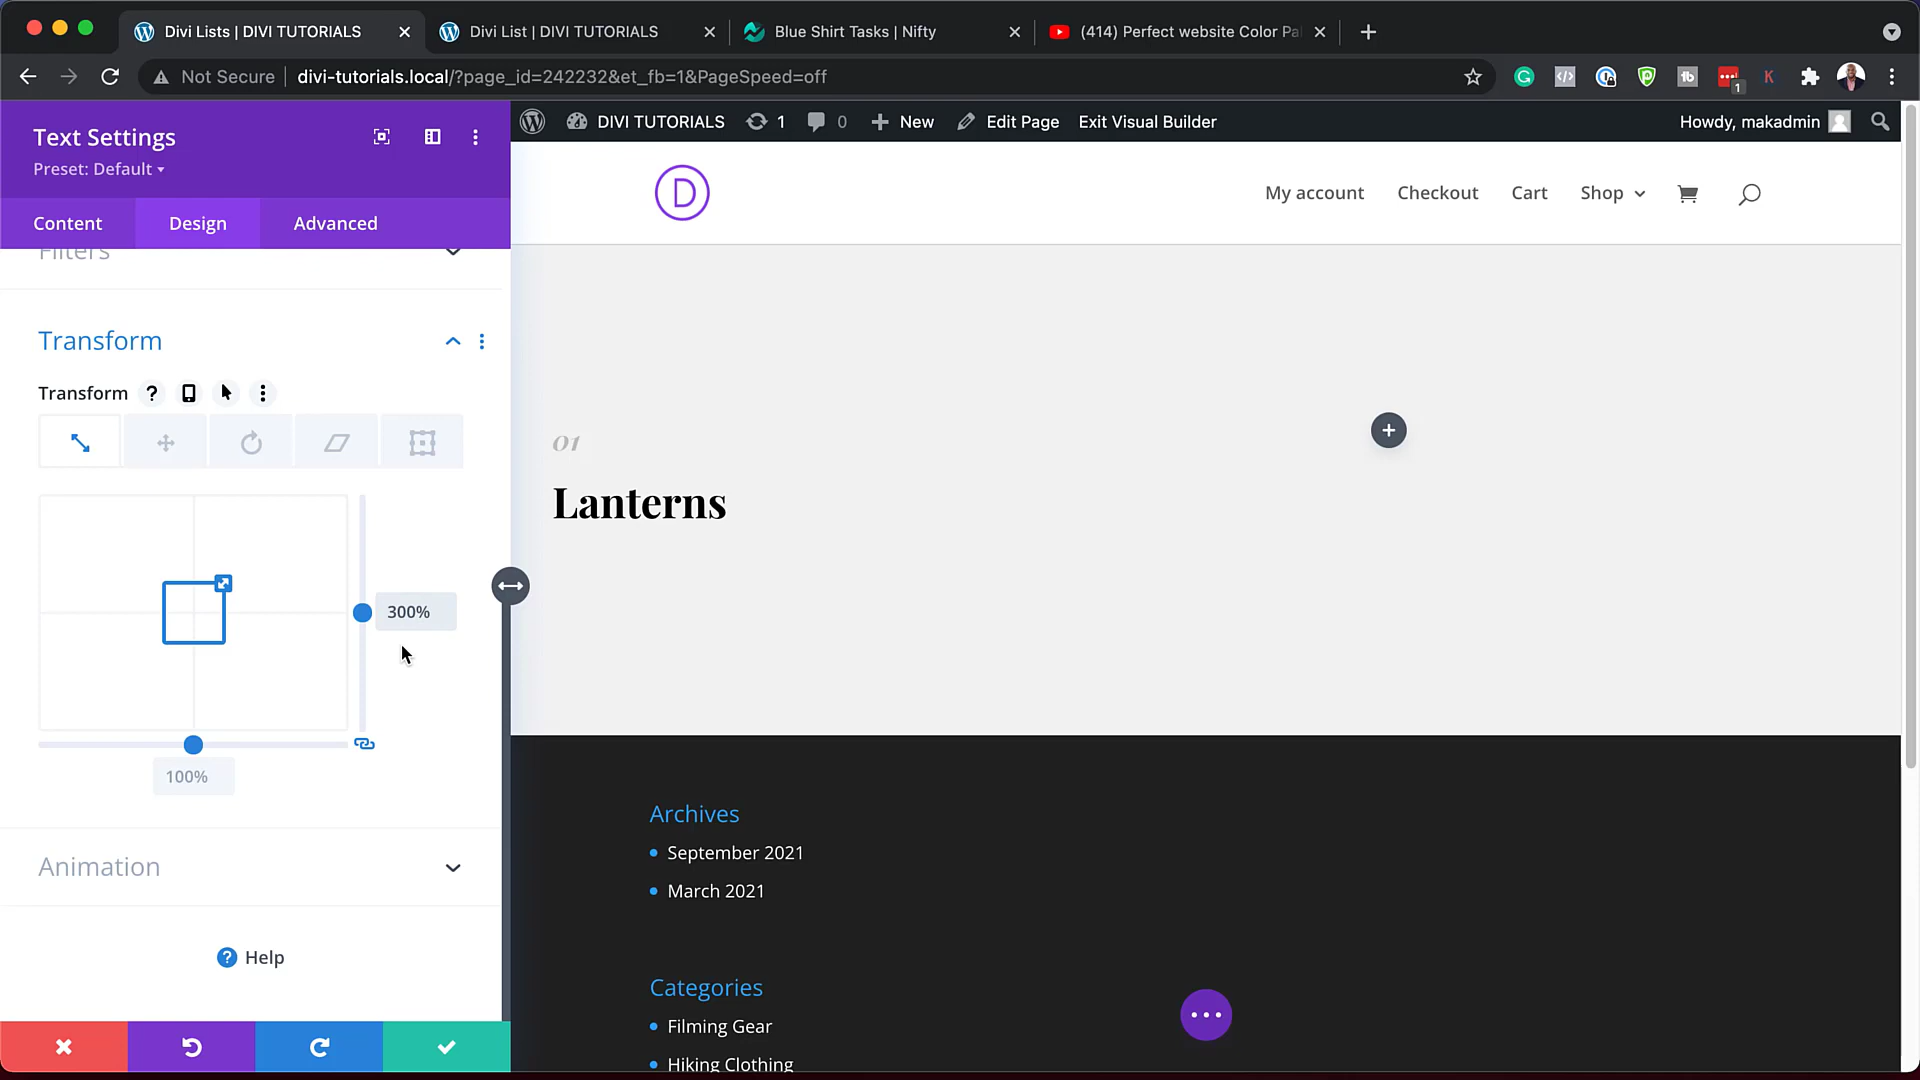 Divi Lists | DIVI TUTORIALS
Divi List | DIVI TUTORIALS
Blue Shirt Tasks | Nifty
(414) Perfect website Color Pa
Not Secure
divi-tutorials.local/?page_id=242232&et_fb=1&PageSpeed=off
1
K
Text Settings
Preset: Default
Content
Design
Advanced
Filters
Transform
Transform
300%
100%
Animation
Help
DIVI TUTORIALS
1
0
New
Edit Page
Exit Visual Builder
Howdy, makadmin
D
My account
Checkout
Cart
Shop
01
Lanterns
Archives
September 2021
March 2021
Categories
Filming Gear
Hiking Clothing